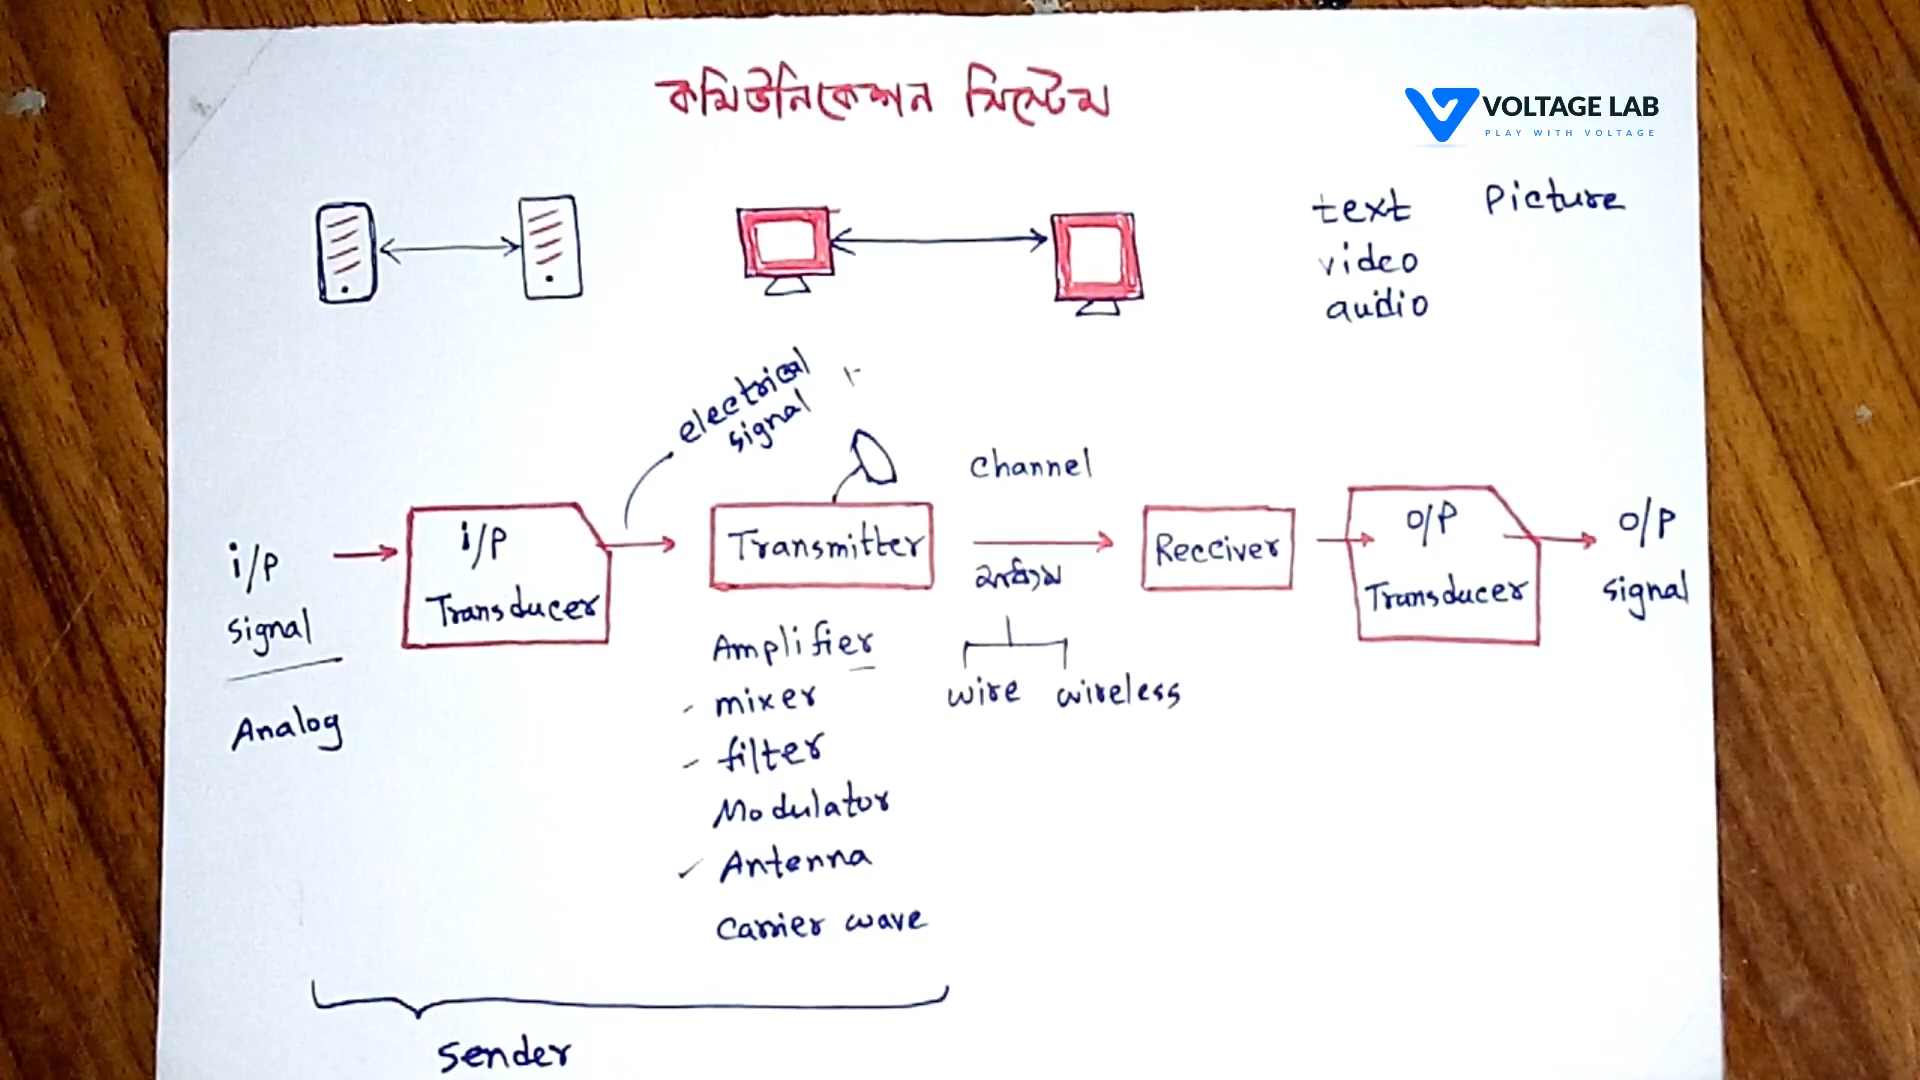 কমিউনিকেশন সিস্টেম
VOLTAGE LAB
PLAY WITH VOLTAGE
text Picture
video
audio
electrical
signal
channel
i/P
signal
Analog
i/P
Transducer
Transmitter
মাধ্যম
Receiver
O/P
Transducer
O/P
signal
Amplifier
mixer
filter
Modulator
Antenna
Carrier wave
wire wireless
sender